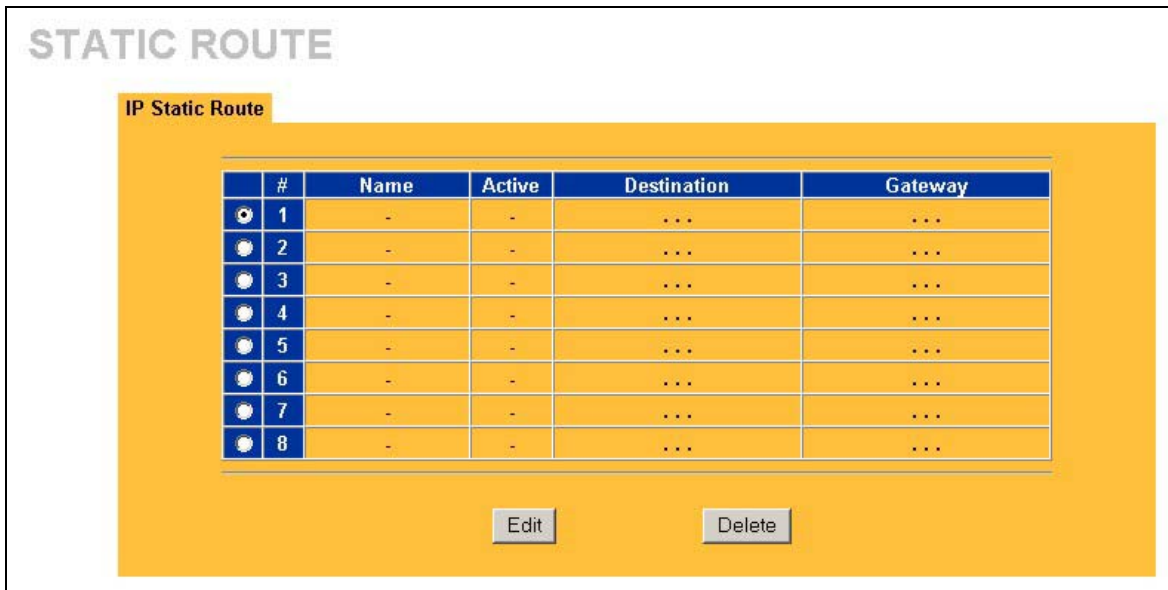 STATIC ROUTE
IP Static Route
# Name Active Destination Gateway
1 - - . . . . . .
2 - - . . . . . .
3 - - . . . . . .
4 - - . . . . . .
5 - - . . . . . .
6 - - . . . . . .
7 - - . . . . . .
8 - - . . . . . .
Edit Delete